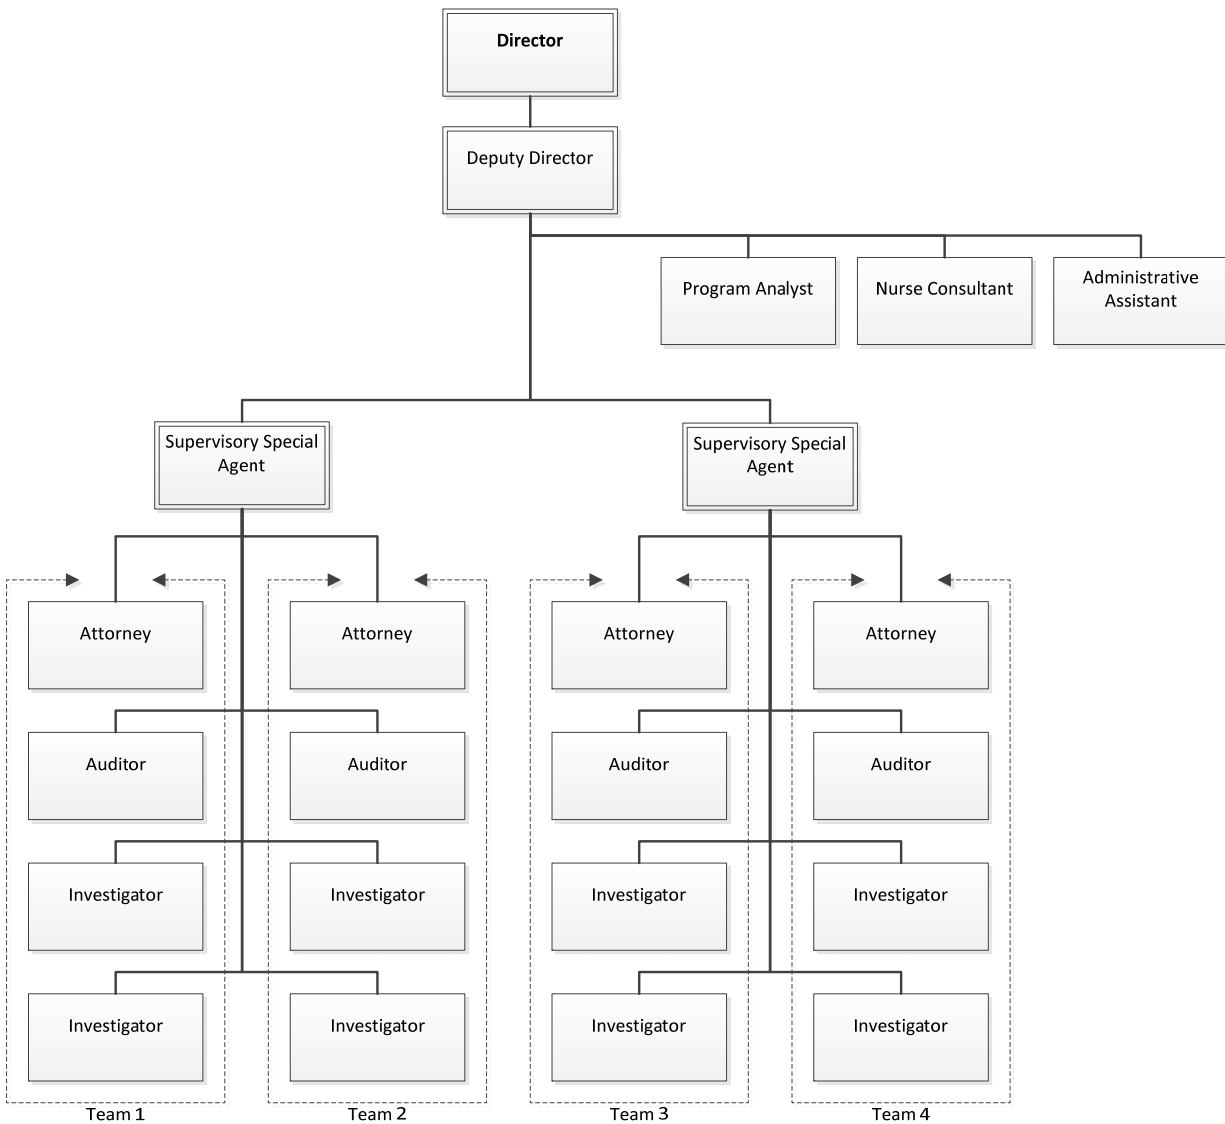 Director
Deputy Director
Program Analyst
Nurse Consultant
Administrative
Assistant
Supervisory Special
Agent
Supervisory Special
Agent
Attorney
Attorney
Attorney
Attorney
Auditor
Auditor
Auditor
Auditor
Investigator
Investigator
Investigator
Investigator
Investigator
Investigator
Investigator
Investigator
Team 1
Team 2
Team 3
Team 4